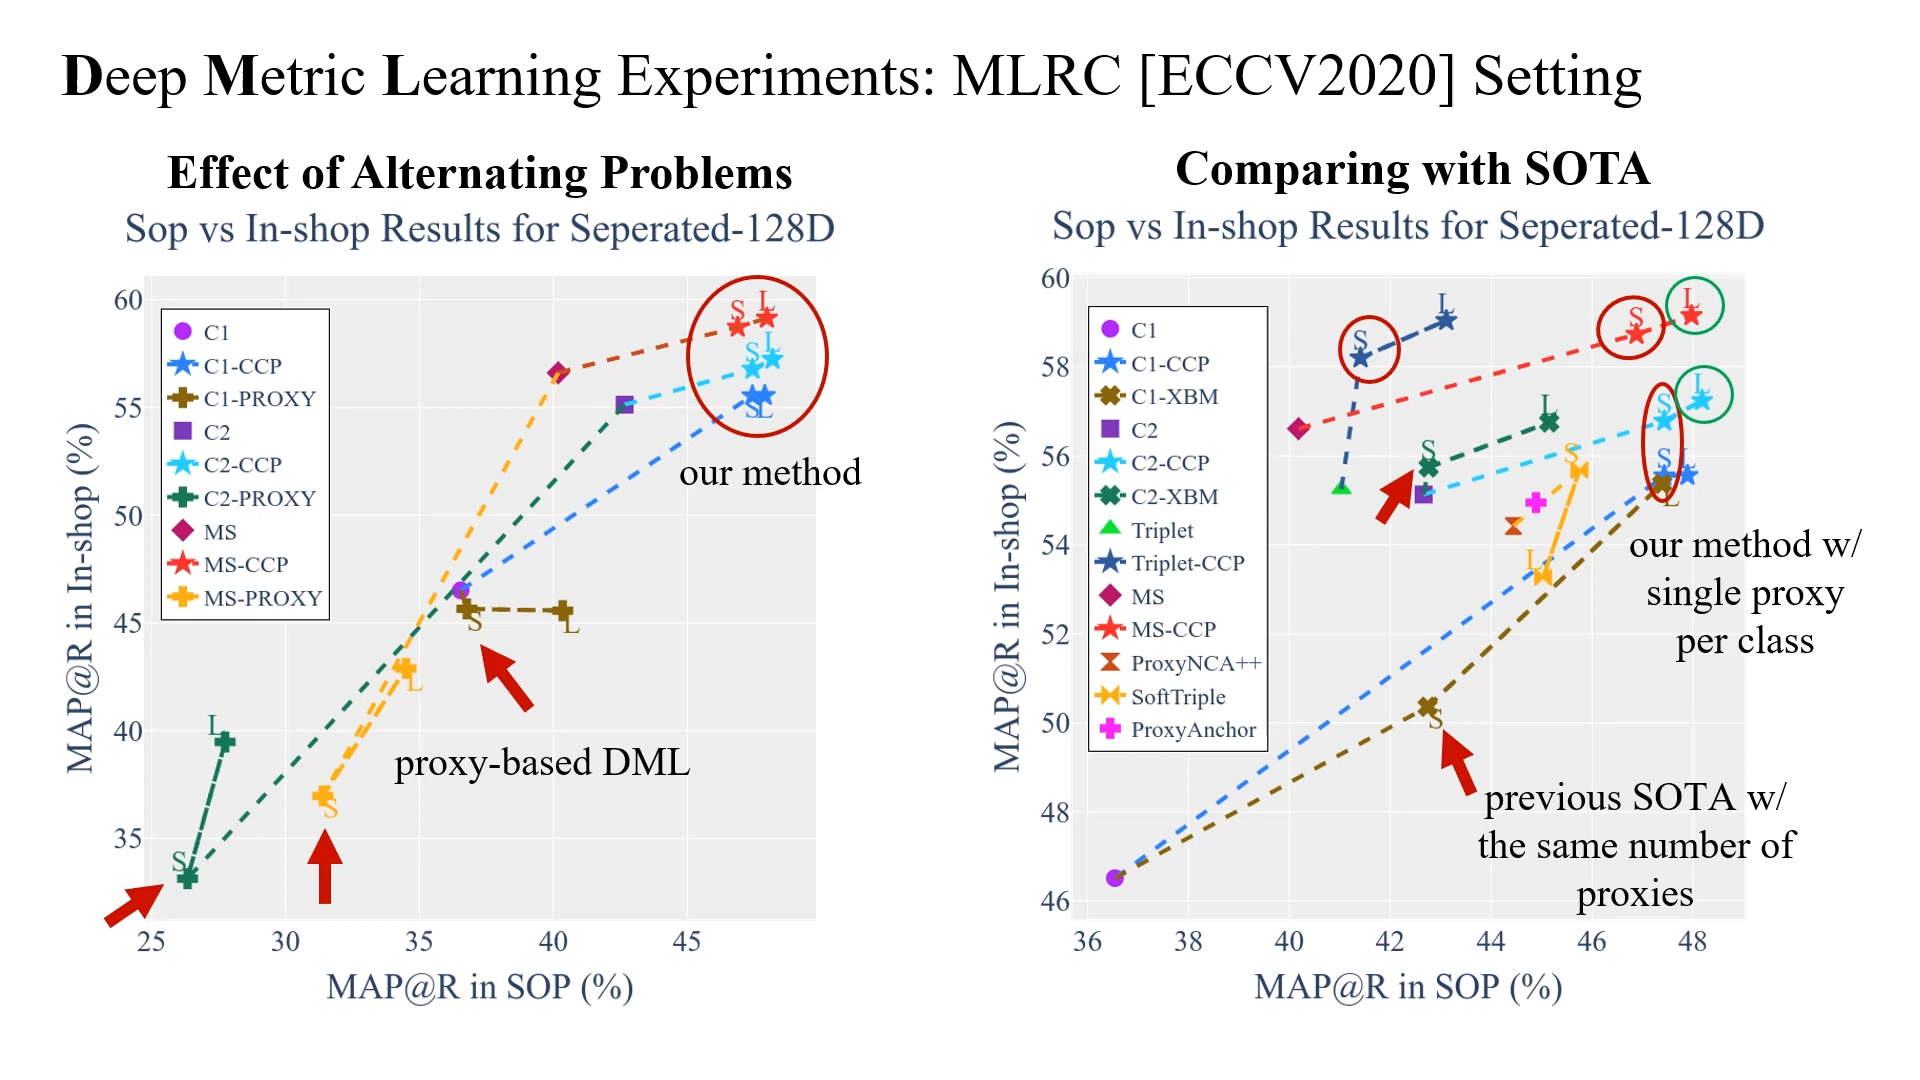 Deep Metric Learning Experiments: MLRC [ECCV2020] Setting
Effect of Alternating Problems
Sop vs In-shop Results for Seperated-128D
MAP@R in In-shop (%)
60
55
50
45
40
35
C1
C1-CCP
C1-PROXY
C2
C2-CCP
C2-PROXY
MS
MS-CCP
MS-PROXY
S L
S L
S L
our method
S L
L
S
L
S
proxy-based DML
25 30 35 40 45
MAP@R in SOP (%)
Comparing with SOTA
Sop vs In-shop Results for Seperated-128D
MAP@R in In-shop (%)
60
58
56
54
52
50
48
46
C1
C1-CCP
C1-XBM
C2
C2-CCP
C2-XBM
Triplet
Triplet-CCP
MS
MS-CCP
ProxyNCA++
SoftTriple
ProxyAnchor
S L
S L
S L
S L
S L
S L
L
S
our method w/
single proxy
per class
previous SOTA w/
the same number of
proxies
36 38 40 42 44 46 48
MAP@R in SOP (%)